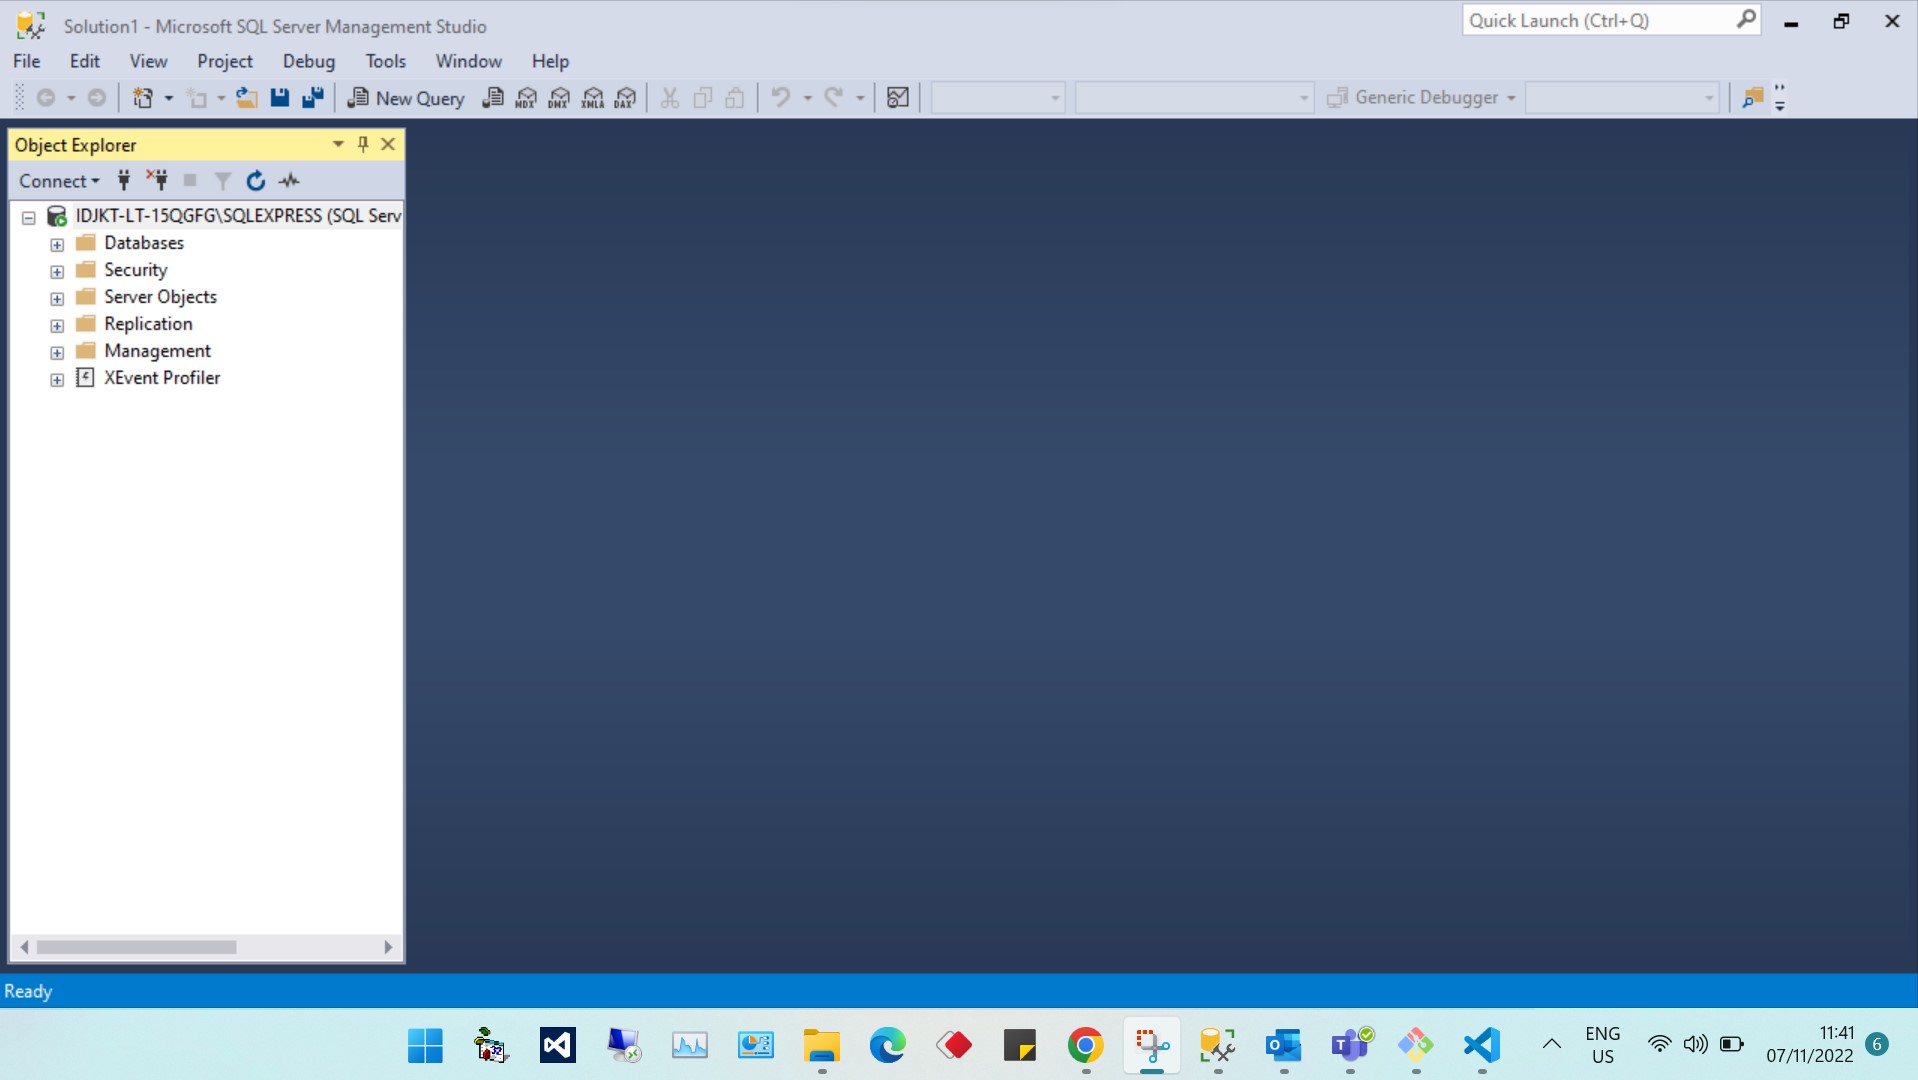 Solution1 - Microsoft SQL Server Management Studio
Quick Launch (Ctrl+Q)
File Edit View Project Debug Tools Window Help
New Query MDX DMX XMLA DAX Generic Debugger
Object Explorer
Connect
IDJKT-LT-15QGFG\SQLEXPRESS (SQL Serv
Databases
Security
Server Objects
Replication
Management
XEvent Profiler
Ready
ENG
US
11:41
07/11/2022
6